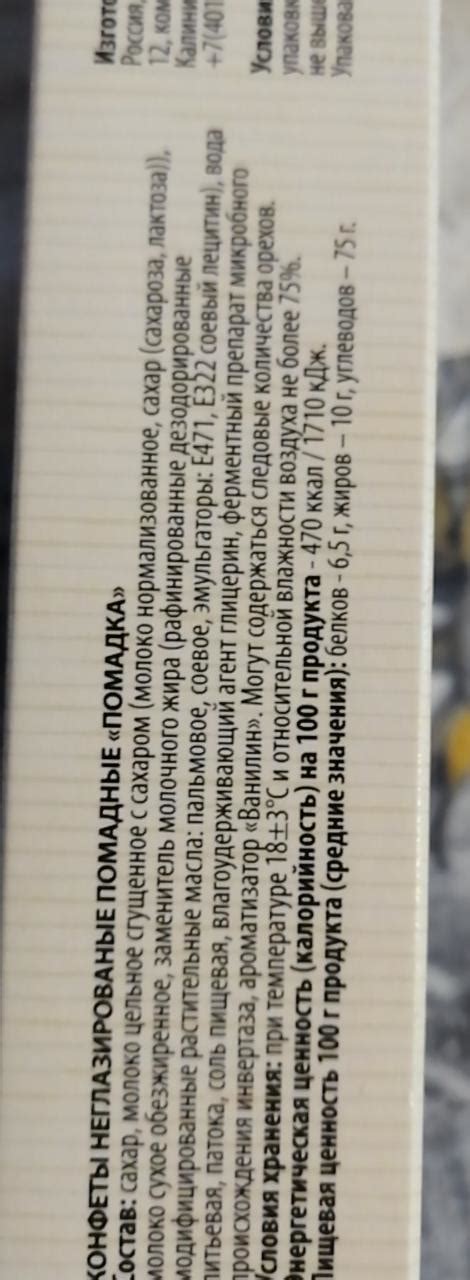 КОНФЕТЫ НЕГЛАЗИРОВАНЫЕ ПОМАДНЫЕ «ПОМАДКА»
Состав: сахар, молоко цельное сгущенное с сахаром (молоко нормализованное, сахар (сахароза, лактоза)),
молоко сухое обезжиренное, заменитель молочного жира (рафинированные дезодорированные
модифицированные растительные масла: пальмовое, соевое, эмульгаторы: Е471, Е322 соевый лецитин), вода
питьевая, патока, соль пищевая, влагоудерживающий агент глицерин, ферментный препарат микробного
происхождения инвертаза, ароматизатор «Ванилин». Могут содержаться следовые количества орехов.
Условия хранения: при температуре 18±3°С и относительной влажности воздуха не более 75%.
Энергетическая ценность (калорийность) на 100 г продукта - 470 ккал / 1710 кДж.
Пищевая ценность 100 г продукта (средние значения): белков - 6,5 г, жиров – 10 г, углеводов – 75 г.
Изгото
Россия,
12, ком
Калини
+7(401
Услови
упаковк
не выше
Упакова